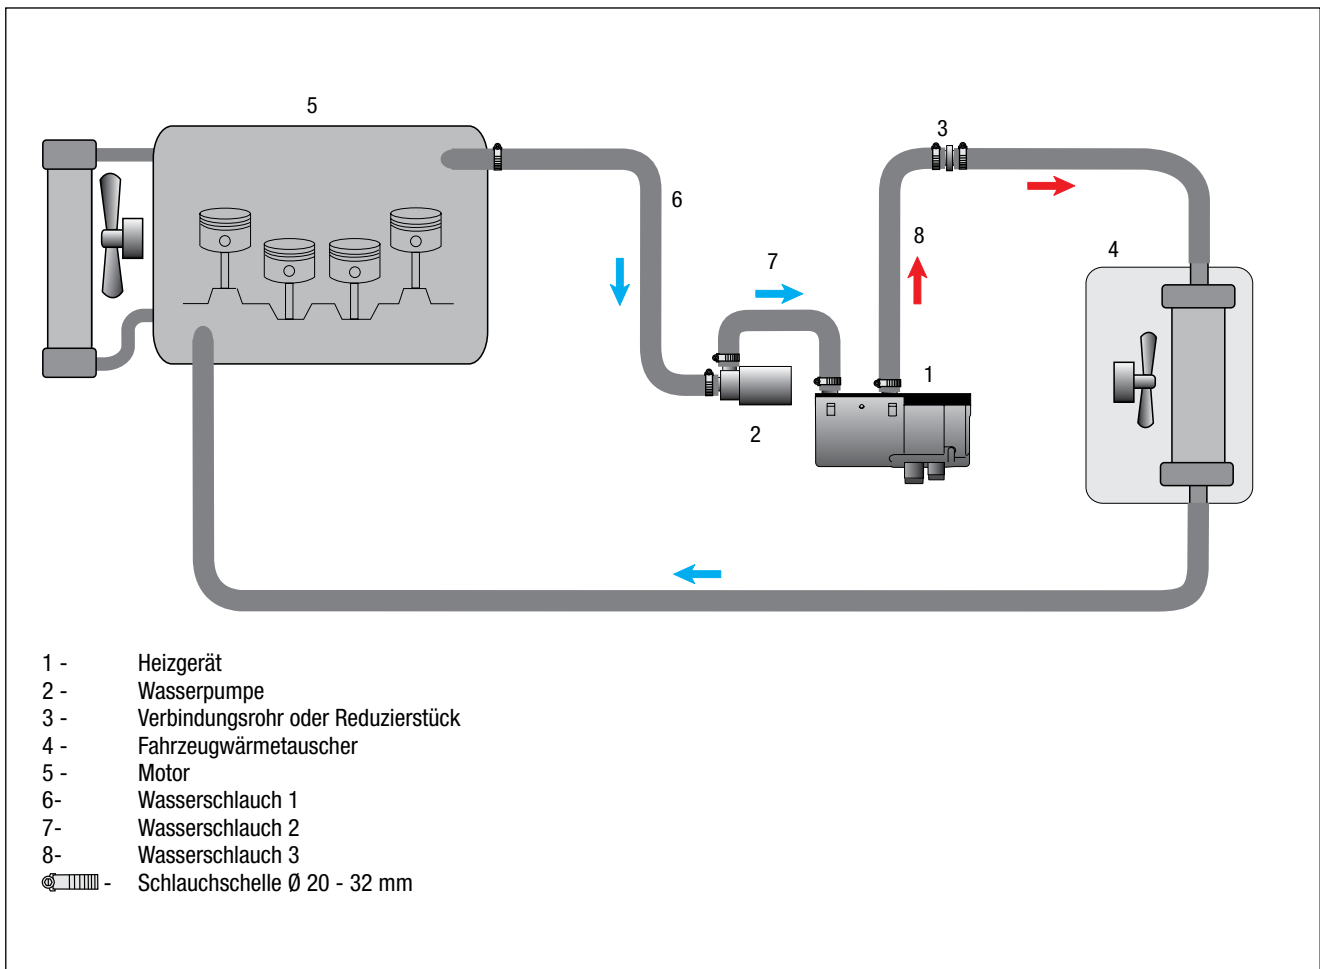 5
3
6
8
4
7
1
2
1 - Heizgerät
2 - Wasserpumpe
3 - Verbindungsrohr oder Reduzierstück
4 - Fahrzeugwärmetauscher
5 - Motor
6- Wasserschlauch 1
7- Wasserschlauch 2
8- Wasserschlauch 3
- Schlauchschelle Ø 20 - 32 mm